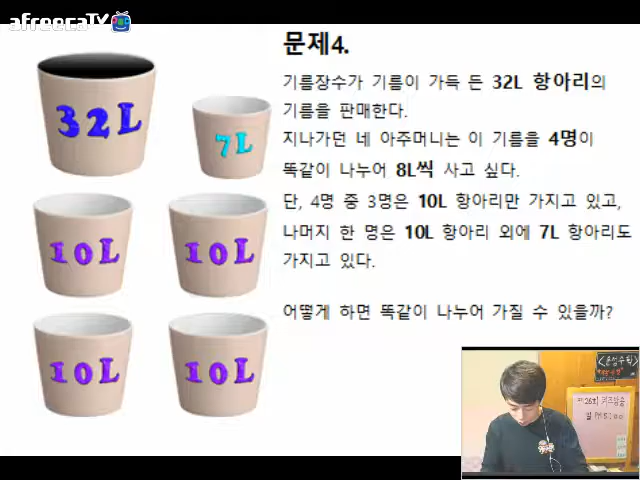 afreecaTV
문제4.
기름장수가 기름이 가득 든 32L 항아리의
기름을 판매한다.
지나가던 네 아주머니는 이 기름을 4명이
똑같이 나누어 8L씩 사고 싶다.
단, 4명 중 3명은 10L 항아리만 가지고 있고,
나머지 한 명은 10L 항아리 외에 7L 항아리도
가지고 있다.
어떻게 하면 똑같이 나누어 가질 수 있을까?
32L
7L
10L
10L
10L
10L